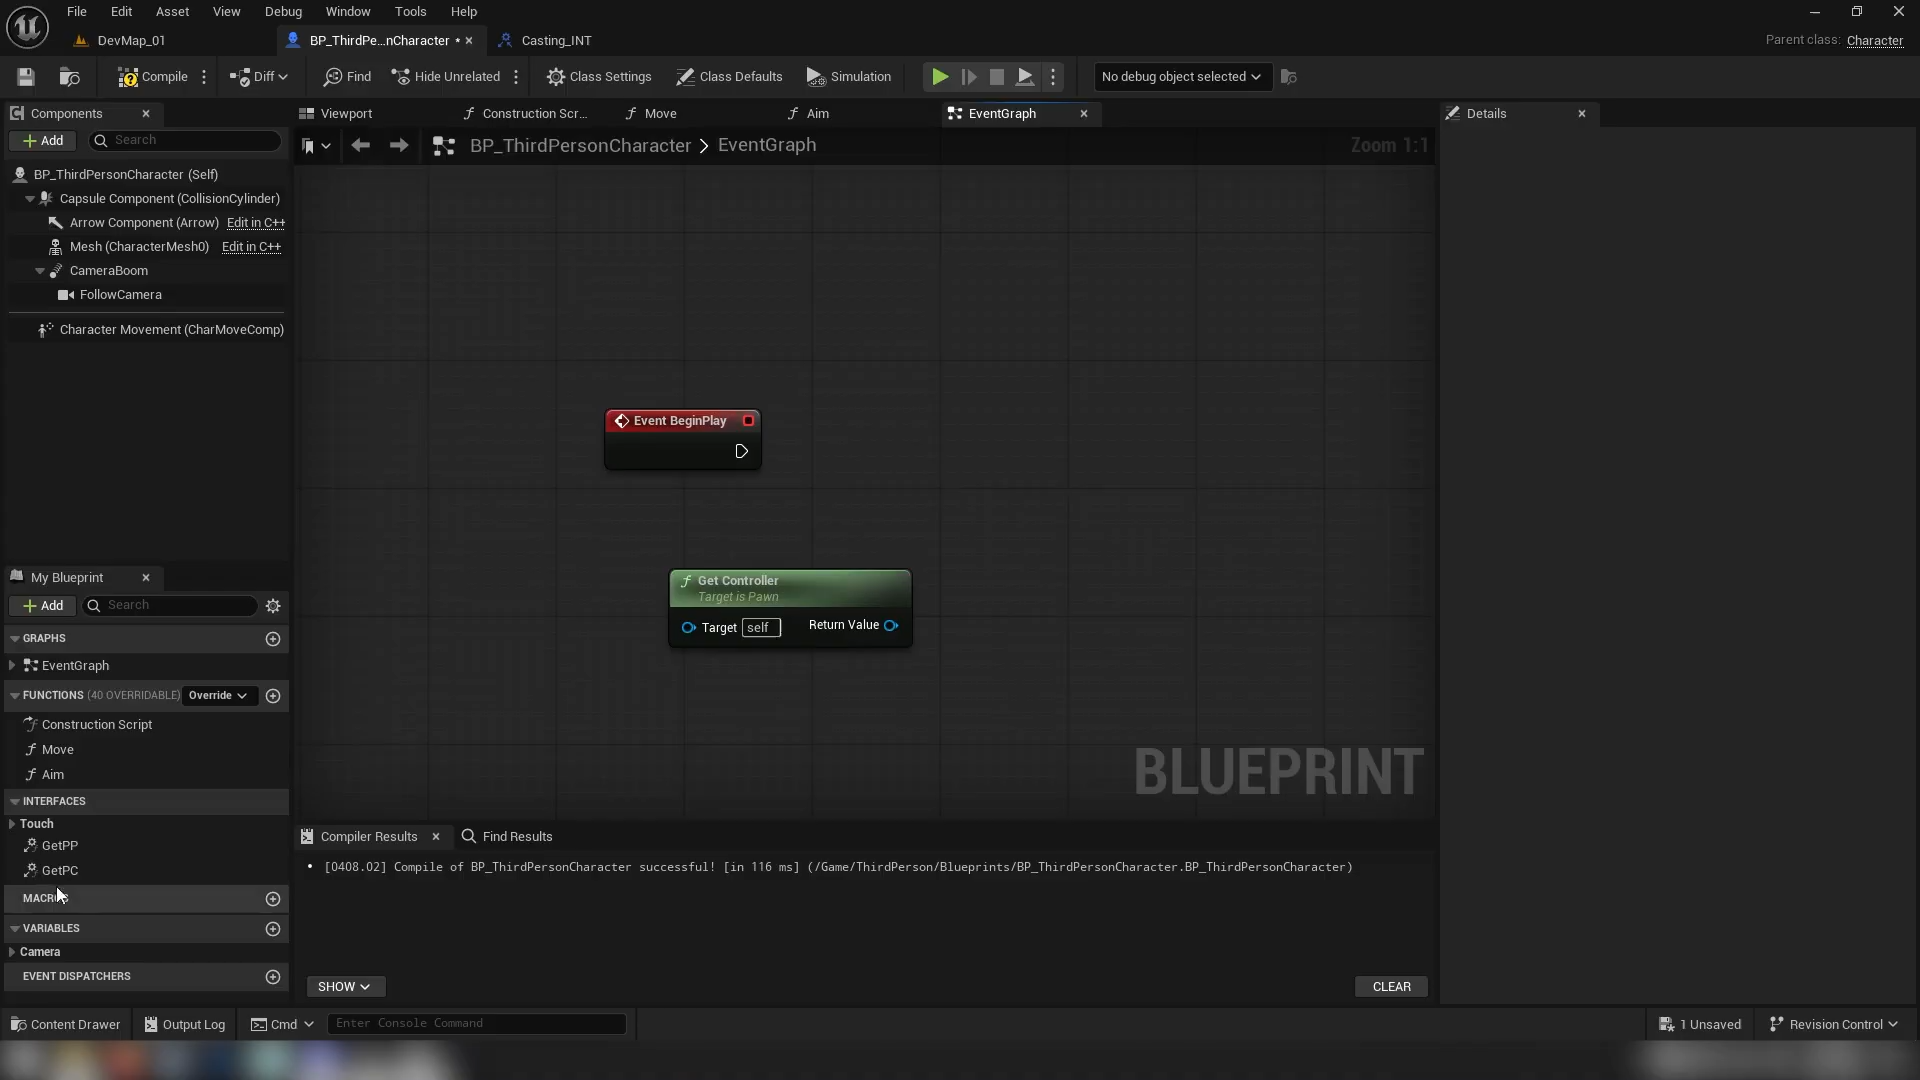 File Edit Asset View Debug Window Tools Help
DevMap_01 BP_ThirdPe...nCharacter • × Casting_INT Parent class: Character
Compile Diff Find Hide Unrelated Class Settings Class Defaults Simulation No debug object selected
Components × Viewport Construction Scr... Move Aim EventGraph × Details ×
+ Add Search BP_ThirdPersonCharacter > EventGraph Zoom 1:1
BP_ThirdPersonCharacter (Self)
Capsule Component (CollisionCylinder)
Arrow Component (Arrow) Edit in C++
Mesh (CharacterMesh0) Edit in C++
CameraBoom
FollowCamera
Character Movement (CharMoveComp)
Event BeginPlay
Get Controller
Target is Pawn
Target self Return Value
BLUEPRINT
My Blueprint ×
+ Add Search
GRAPHS
EventGraph
FUNCTIONS (40 OVERRIDABLE) Override
Construction Script
Move
Aim
INTERFACES
Touch
GetPP
GetPC
MACROS
VARIABLES
Camera
EVENT DISPATCHERS
Compiler Results × Find Results
• [0408.02] Compile of BP_ThirdPersonCharacter successful! [in 116 ms] (/Game/ThirdPerson/Blueprints/BP_ThirdPersonCharacter.BP_ThirdPersonCharacter)
SHOW CLEAR
Content Drawer Output Log Cmd Enter Console Command 1 Unsaved Revision Control